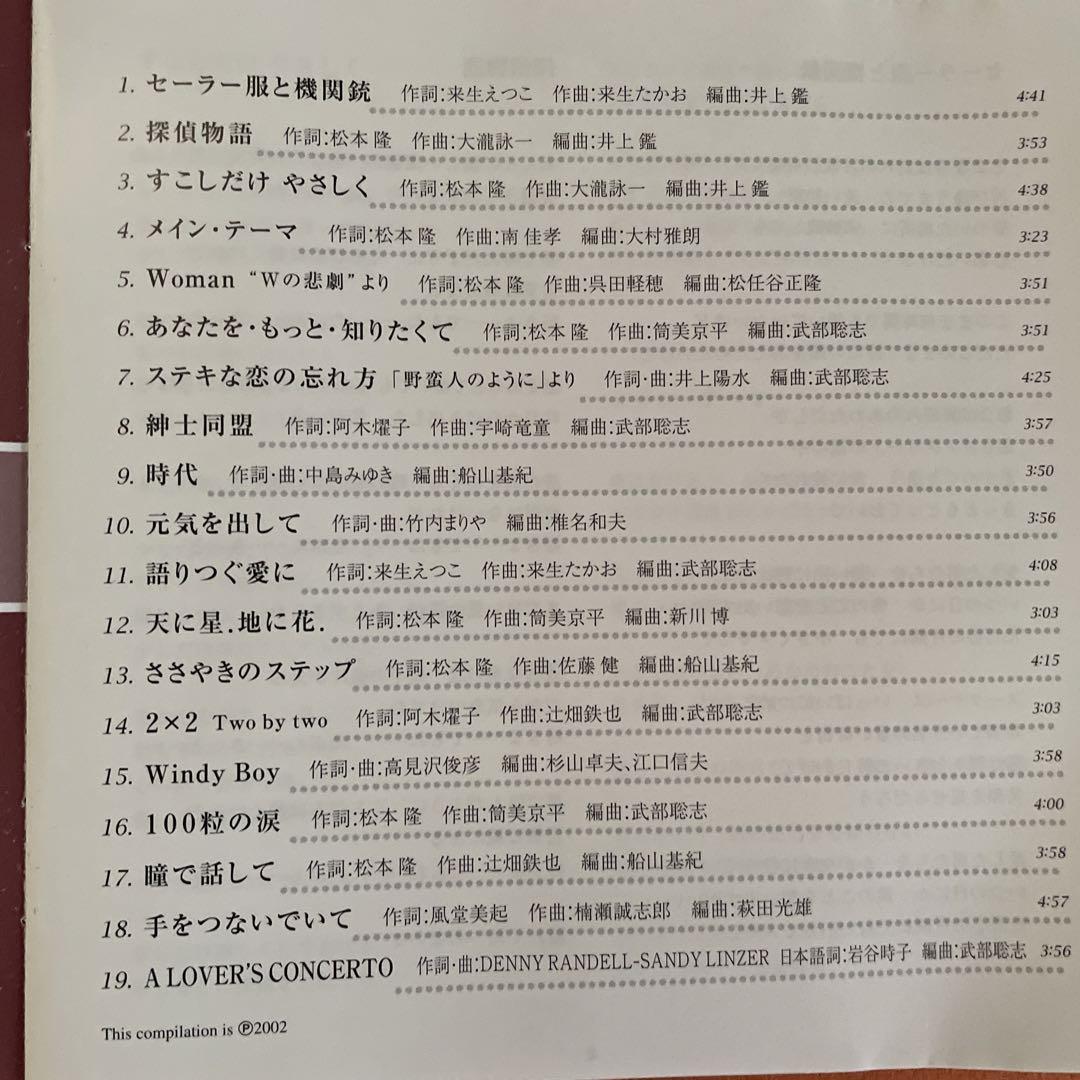 1. セーラー服と機関銃 作詞:来生えつこ 作曲:来生たかお 編曲:井上 鑑 4:41
2. 探偵物語 作詞:松本 隆 作曲:大瀧詠一 編曲:井上 鑑 3:53
3. すこしだけ やさしく 作詞:松本 隆 作曲:大瀧詠一 編曲:井上 鑑 4:38
4. メイン・テーマ 作詞:松本 隆 作曲:南 佳孝 編曲:大村雅朗 3:23
5. Woman “Wの悲劇”より 作詞:松本 隆 作曲:呉田軽穂 編曲:松任谷正隆 3:51
6. あなたを・もっと・知りたくて 作詞:松本 隆 作曲:筒美京平 編曲:武部聡志 3:51
7. ステキな恋の忘れ方 「野蛮人のように」より 作詞・曲:井上陽水 編曲:武部聡志 4:25
8. 紳士同盟 作詞:阿木燿子 作曲:宇崎竜童 編曲:武部聡志 3:57
9. 時代 作詞・曲:中島みゆき 編曲:船山基紀 3:50
10. 元気を出して 作詞・曲:竹内まりや 編曲:椎名和夫 3:56
11. 語りつぐ愛に 作詞:来生えつこ 作曲:来生たかお 編曲:武部聡志 4:08
12. 天に星.地に花. 作詞:松本 隆 作曲:筒美京平 編曲:新川 博 3:03
13. ささやきのステップ 作詞:松本 隆 作曲:佐藤 健 編曲:船山基紀 4:15
14. 2×2 Two by two 作詞:阿木燿子 作曲:辻畑鉄也 編曲:武部聡志 3:03
15. Windy Boy 作詞・曲:高見沢俊彦 編曲:杉山卓夫、江口信夫 3:58
16. 100粒の涙 作詞:松本 隆 作曲:筒美京平 編曲:武部聡志 4:00
17. 瞳で話して 作詞:松本 隆 作曲:辻畑鉄也 編曲:船山基紀 3:58
18. 手をつないでいて 作詞:風堂美起 作曲:楠瀬誠志郎 編曲:萩田光雄 4:57
19. A LOVER'S CONCERTO 作詞・曲:DENNY RANDELL-SANDY LINZER 日本語詞:岩谷時子 編曲:武部聡志 3:56
This compilation is ℗2002